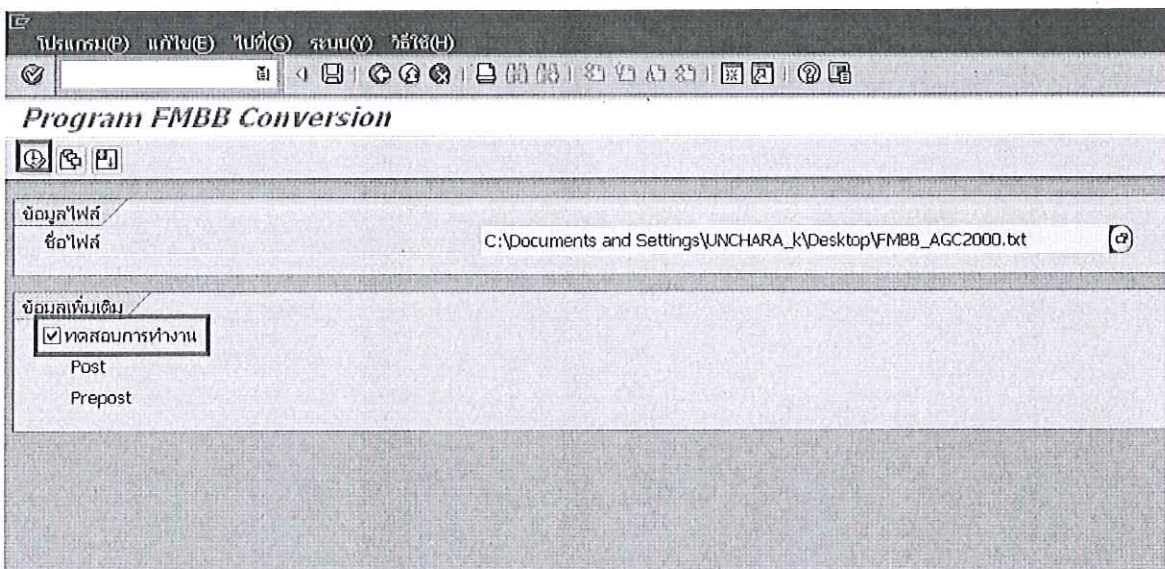 โปรแกรม(P) แก้ไข(E) ไปที่(G) ระบบ(Y) วิธีใช้(H)
Program FMBB Conversion
ข้อมูลไฟล์
ชื่อไฟล์ C:\Documents and Settings\UNCHARA_k\Desktop\FMBB_AGC2000.txt
ข้อมูลเพิ่มเติม
ทดสอบการทำงาน
Post
Prepost